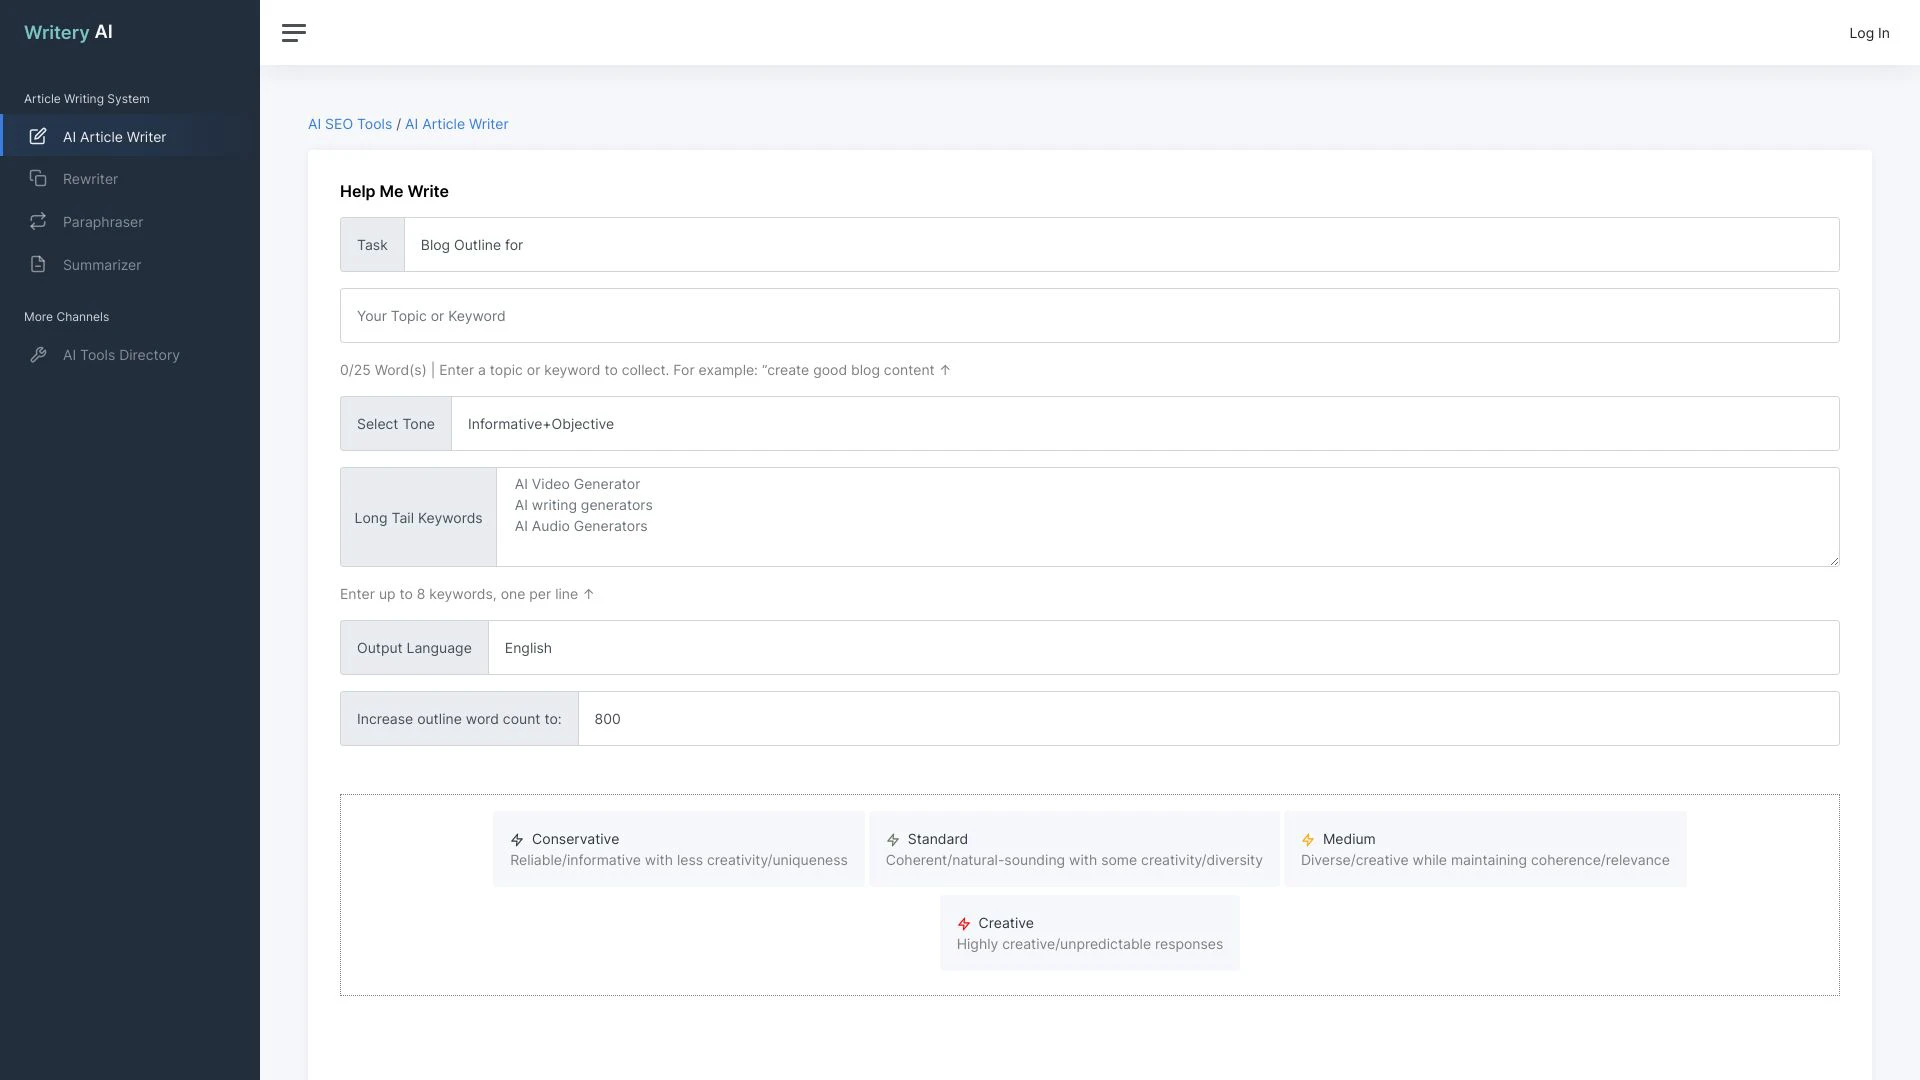 Writery AI
Log In
Article Writing System
AI Article Writer
Rewriter
Paraphraser
Summarizer
More Channels
AI Tools Directory
AI SEO Tools / AI Article Writer
Help Me Write
Task Blog Outline for
Your Topic or Keyword
0/25 Word(s) | Enter a topic or keyword to collect. For example: “create good blog content ↑
Select Tone Informative+Objective
Long Tail Keywords
AI Video Generator
AI writing generators
AI Audio Generators
Enter up to 8 keywords, one per line ↑
Output Language English
Increase outline word count to: 800
Conservative
Reliable/informative with less creativity/uniqueness
Standard
Coherent/natural-sounding with some creativity/diversity
Medium
Diverse/creative while maintaining coherence/relevance
Creative
Highly creative/unpredictable responses